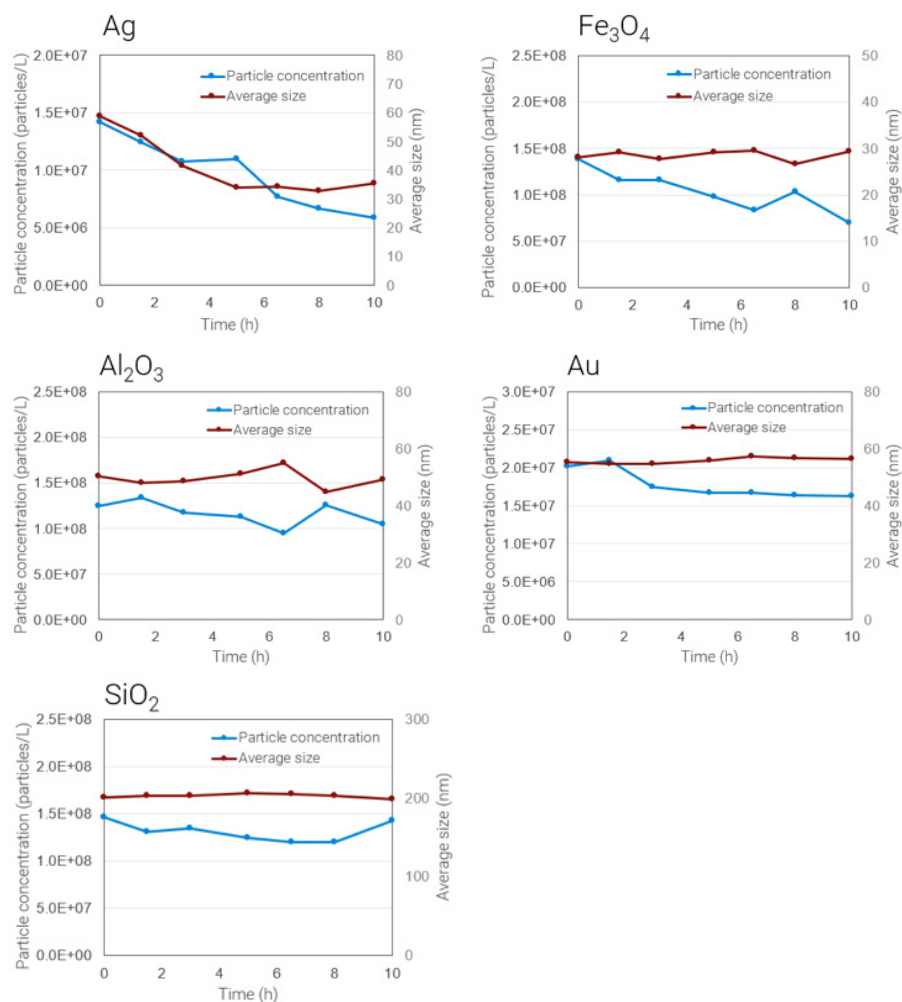 Ag
Particle concentration (particles/L)
2.0E+07
1.5E+07
1.0E+07
5.0E+06
0.0E+00
Particle concentration
Average size
80
70
60
50
40
30
20
10
0
Average size (nm)
0 2 4 6 8 10
Time (h)
Fe₃O₄
Particle concentration (particles/L)
2.5E+08
2.0E+08
1.5E+08
1.0E+08
5.0E+07
0.0E+00
Particle concentration
Average size
50
40
30
20
10
0
Average size (nm)
0 2 4 6 8 10
Time (h)
Al₂O₃
Particle concentration (particles/L)
2.5E+08
2.0E+08
1.5E+08
1.0E+08
5.0E+07
0.0E+00
Particle concentration
Average size
80
60
40
20
0
Average size (nm)
0 2 4 6 8 10
Time (h)
Au
Particle concentration (particles/L)
3.0E+07
2.5E+07
2.0E+07
1.5E+07
1.0E+07
5.0E+06
0.0E+00
Particle concentration
Average size
80
60
40
20
0
Average size (nm)
0 2 4 6 8 10
Time (h)
SiO₂
Particle concentration (particles/L)
2.5E+08
2.0E+08
1.5E+08
1.0E+08
5.0E+07
0.0E+00
Particle concentration
Average size
300
200
100
0
Average size (nm)
0 2 4 6 8 10
Time (h)